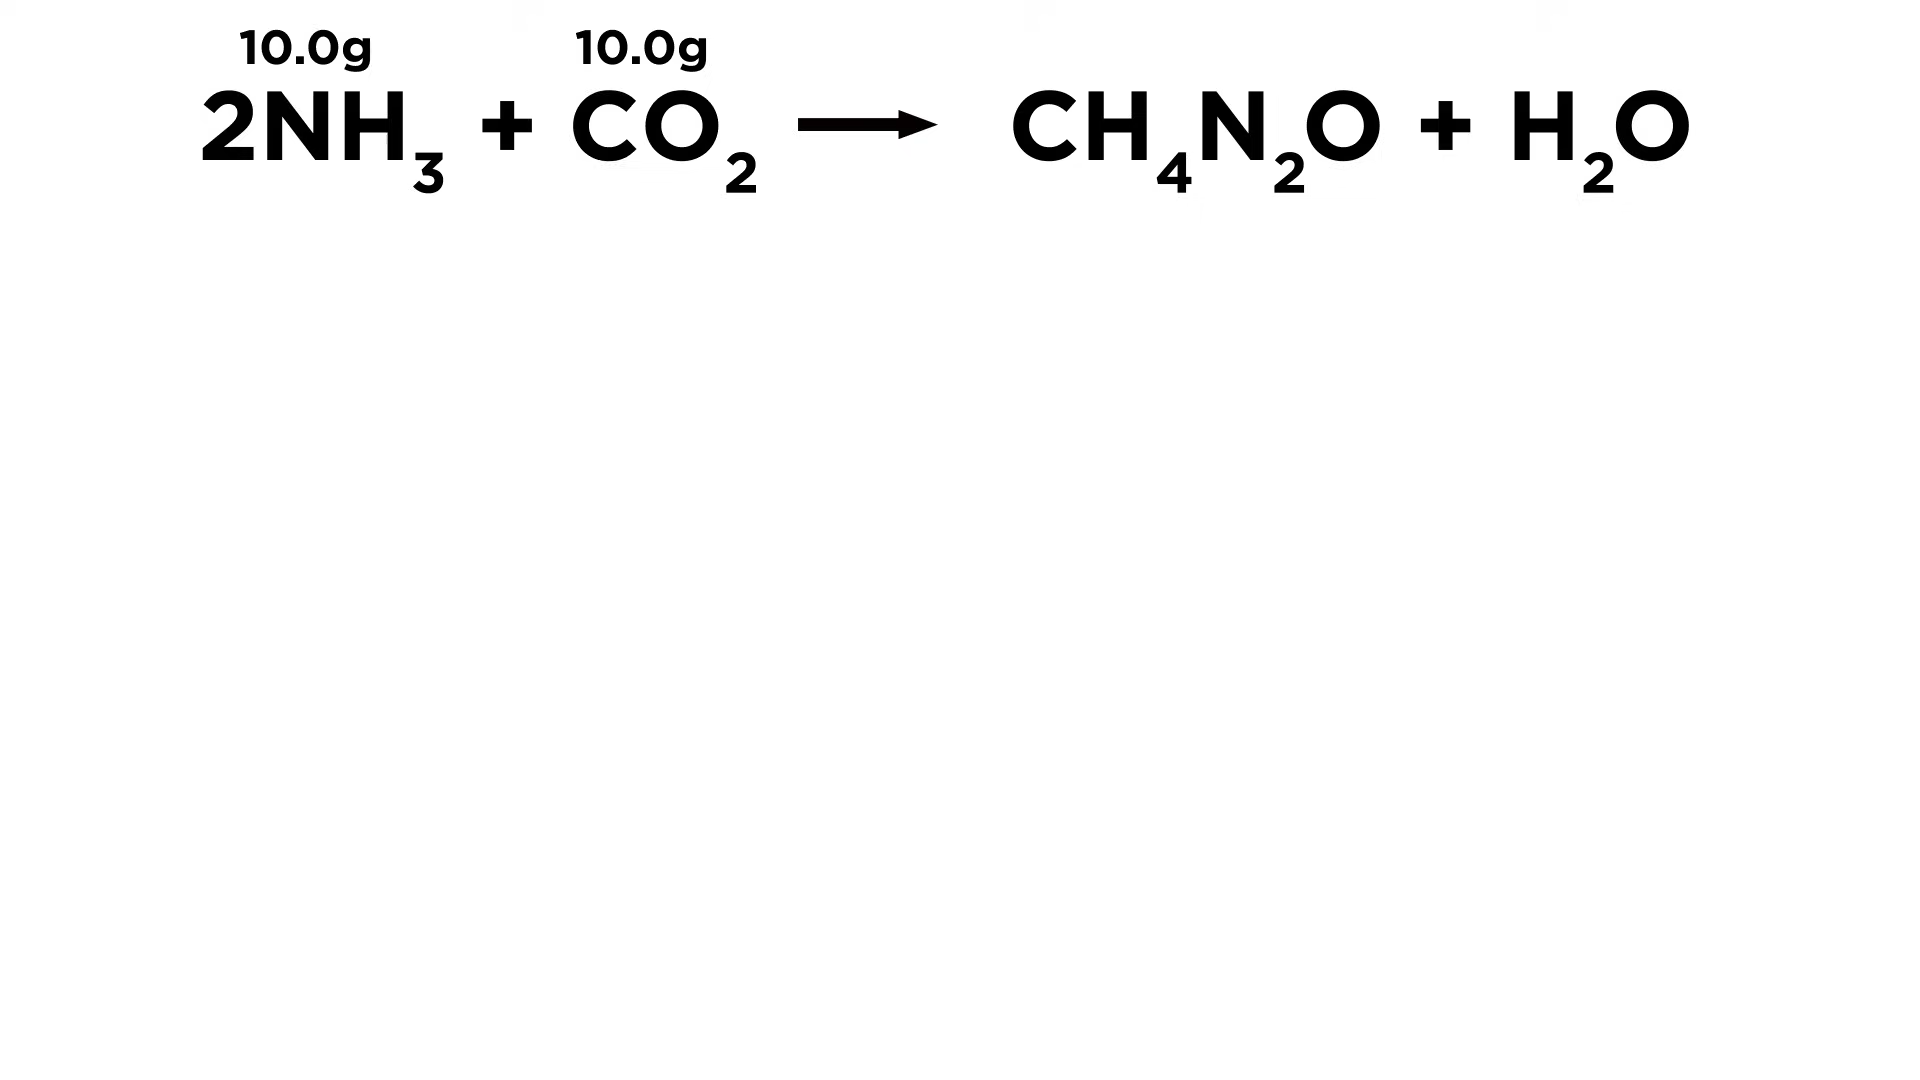 10.0g 10.0g
2NH₃ + CO₂ → CH₄N₂O + H₂O